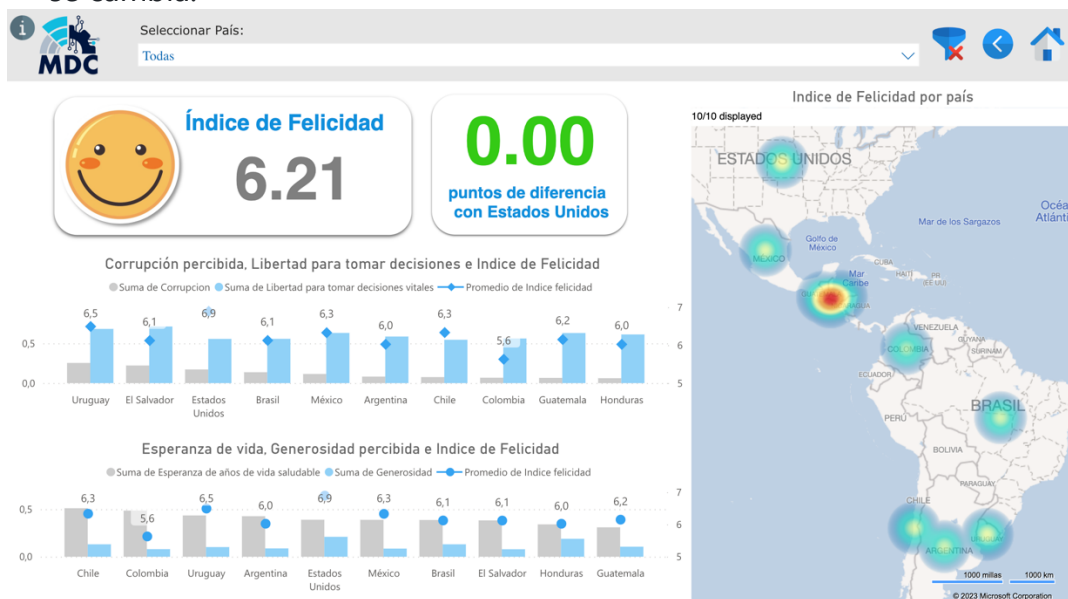 Seleccionar País:
MDC
Todas
Índice de Felicidad
6.21
0.00
puntos de diferencia
con Estados Unidos
Corrupción percibida, Libertad para tomar decisiones e Indice de Felicidad
Suma de Corrupcion Suma de Libertad para tomar decisiones vitales Promedio de Indice felicidad
6,5 6,1 6,9 6,1 6,3 6,0 6,3 5,6 6,2 6,0
7
0,5 6
0,0 5
Uruguay El Salvador Estados Unidos Brasil México Argentina Chile Colombia Guatemala Honduras
Esperanza de vida, Generosidad percibida e Indice de Felicidad
Suma de Esperanza de años de vida saludable Suma de Generosidad Promedio de Indice felicidad
6,3 5,6 6,5 6,0 6,9 6,3 6,1 6,1 6,0 6,2
7
0,5 6
0,0 5
Chile Colombia Uruguay Argentina Estados Unidos México Brasil El Salvador Honduras Guatemala
Indice de Felicidad por país
10/10 displayed
ESTADOS UNIDOS
Mar de los Sargazos
Golfo de
México
MÉXICO
CUBA
HAITÍ
PR
(EE UU)
Mar
Caribe
VENEZUELA
GUYANA
SURINAM
COLOMBIA
ECUADOR
BRASIL
PERÚ
BOLIVIA
PARAGUAY
CHILE
URUGUAY
ARGENTINA
1000 millas 1000 km
© 2023 Microsoft Corporation